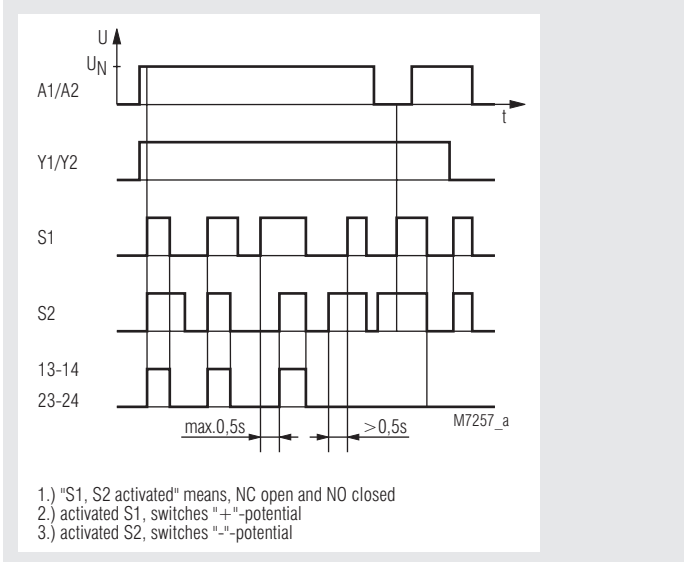 U
UN
A1/A2
t
Y1/Y2
S1
S2
13-14
23-24
max.0,5s
>0,5s
M7257_a
1.) "S1, S2 activated" means, NC open and NO closed
2.) activated S1, switches "+"-potential
3.) activated S2, switches "-"-potential